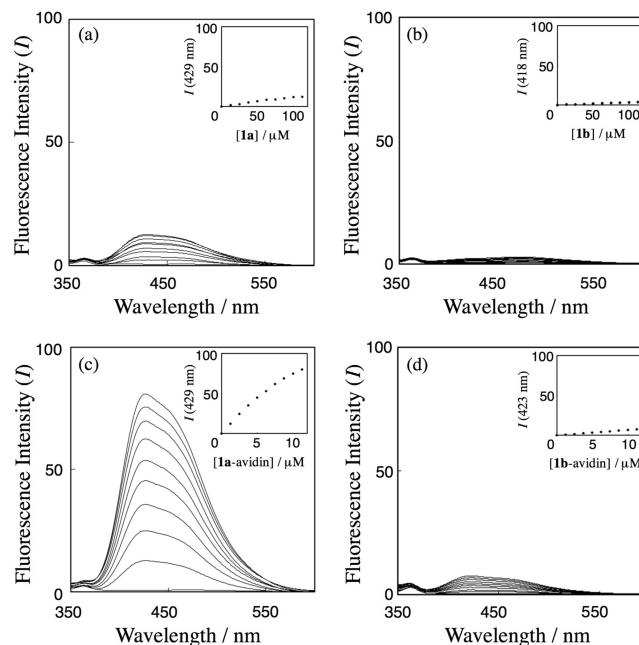 (a)
Fluorescence Intensity (I)
100
50
0
350
450
550
Wavelength / nm
I (429 nm)
100
50
0
50
100
[1a] / μM
(b)
Fluorescence Intensity (I)
100
50
0
350
450
550
Wavelength / nm
I (418 nm)
100
50
0
50
100
[1b] / μM
(c)
Fluorescence Intensity (I)
100
50
0
350
450
550
Wavelength / nm
I (429 nm)
100
50
0
5
10
[1a-avidin] / μM
(d)
Fluorescence Intensity (I)
100
50
0
350
450
550
Wavelength / nm
I (423 nm)
100
50
0
5
10
[1b-avidin] / μM